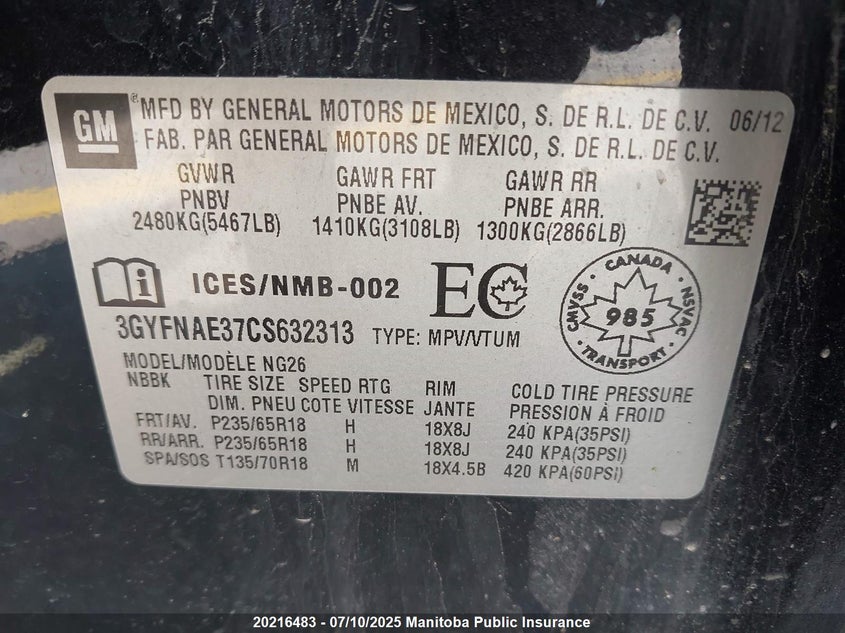 GM ® MFD BY GENERAL MOTORS DE MEXICO, S. DE R.L. DE C.V. 06/12
FAB. PAR GENERAL MOTORS DE MEXICO, S. DE R.L. DE C.V.
GVWR GAWR FRT GAWR RR
PNBV PNBE AV. PNBE ARR.
2480KG(5467LB) 1410KG(3108LB) 1300KG(2866LB)
i ICES/NMB-002 EC
CANADA
CMVSS 985 NSVAC
TRANSPORT
3GYFNAE37CS632313 TYPE: MPV/VTUM
MODEL/MODÈLE NG26
NBBK TIRE SIZE SPEED RTG RIM COLD TIRE PRESSURE
DIM. PNEU COTE VITESSE JANTE PRESSION À FROID
FRT/AV. P235/65R18 H 18X8J 240 KPA(35PSI)
RR/ARR. P235/65R18 H 18X8J 240 KPA(35PSI)
SPA/SOS T135/70R18 M 18X4.5B 420 KPA(60PSI)
20216483 - 07/10/2025 Manitoba Public Insurance